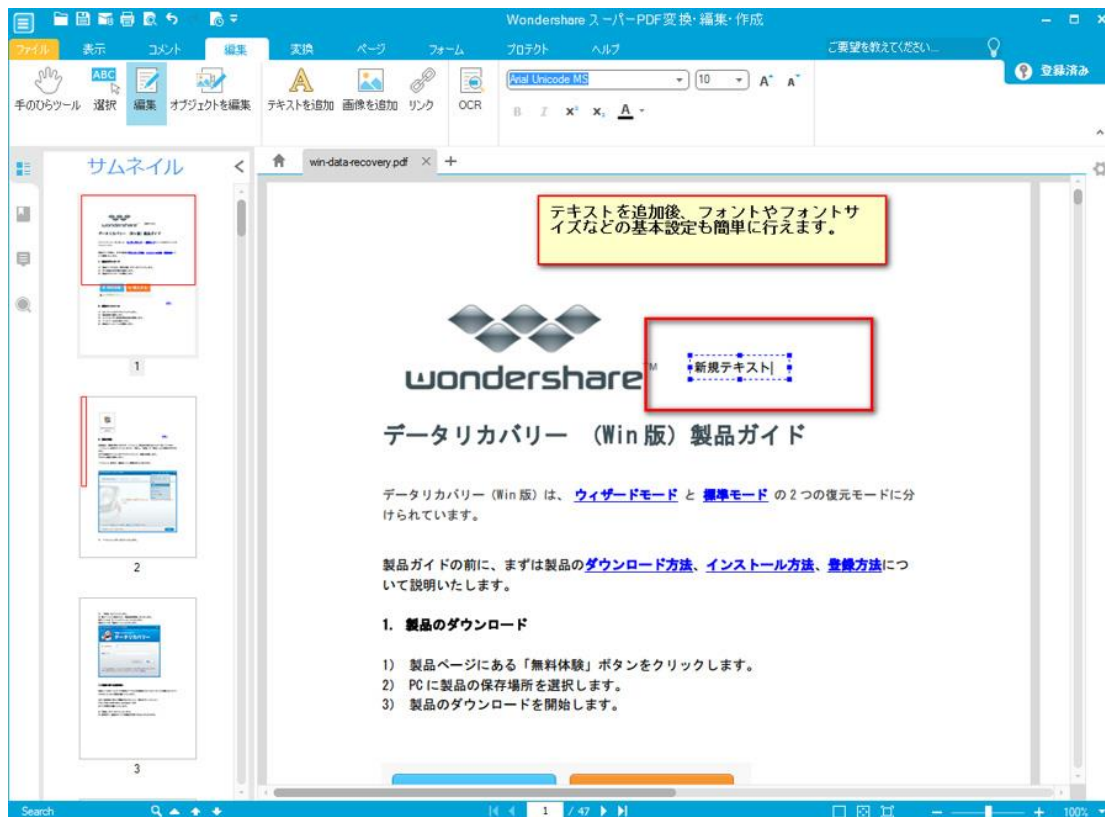 Wondershare スーパーPDF変換・編集・作成
ファイル 表示 コメント 編集 変換 ページ フォーム プロテクト ヘルプ ご要望を教えてください...
登録済み
手のひらツール 選択 編集 オブジェクトを編集 テキストを追加 画像を追加 リンク OCR
ABC
Arial Unicode MS 10 A A
B I x² x₂ A
サムネイル
win-data-recovery.pdf
テキストを追加後、フォントやフォントサ
イズなどの基本設定も簡単に行えます。
wondershare™
新規テキスト
データリカバリー （Win版）製品ガイド
データリカバリー（Win版）は、 ウィザードモード と 標準モード の2つの復元モードに分
けられています。
製品ガイドの前に、まずは製品のダウンロード方法、インストール方法、登録方法につ
いて説明いたします。
1. 製品のダウンロード
1) 製品ページにある「無料体験」ボタンをクリックします。
2) PCに製品の保存場所を選択します。
3) 製品のダウンロードを開始します。
1
2
3
Search 1 / 47 100%